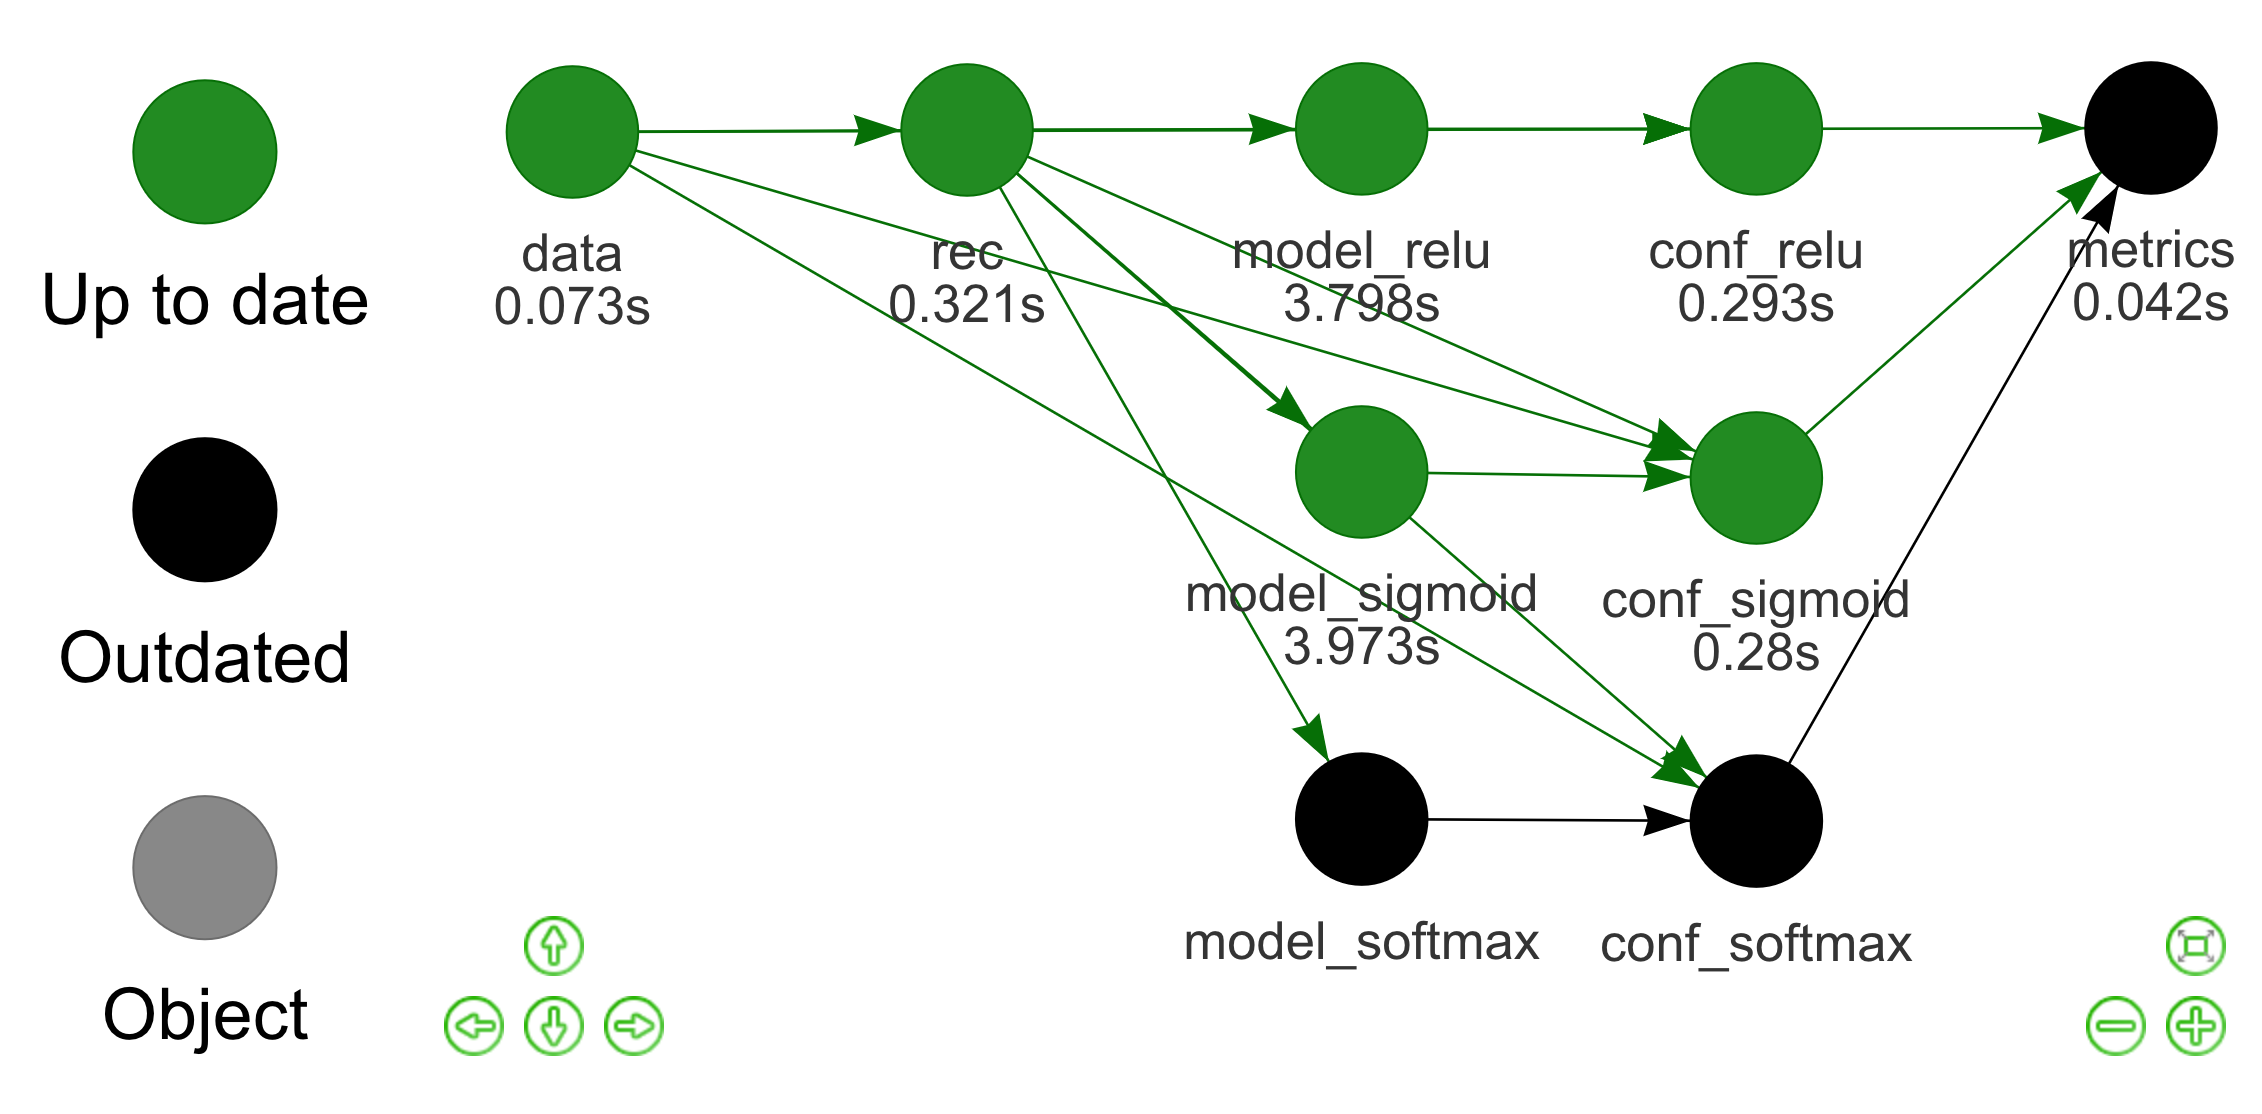 Up to date
Outdated
Object
data
0.073s
rec
0.321s
model_relu
3.798s
conf_relu
0.293s
metrics
0.042s
model_sigmoid
3.973s
conf_sigmoid
0.28s
model_softmax
conf_softmax